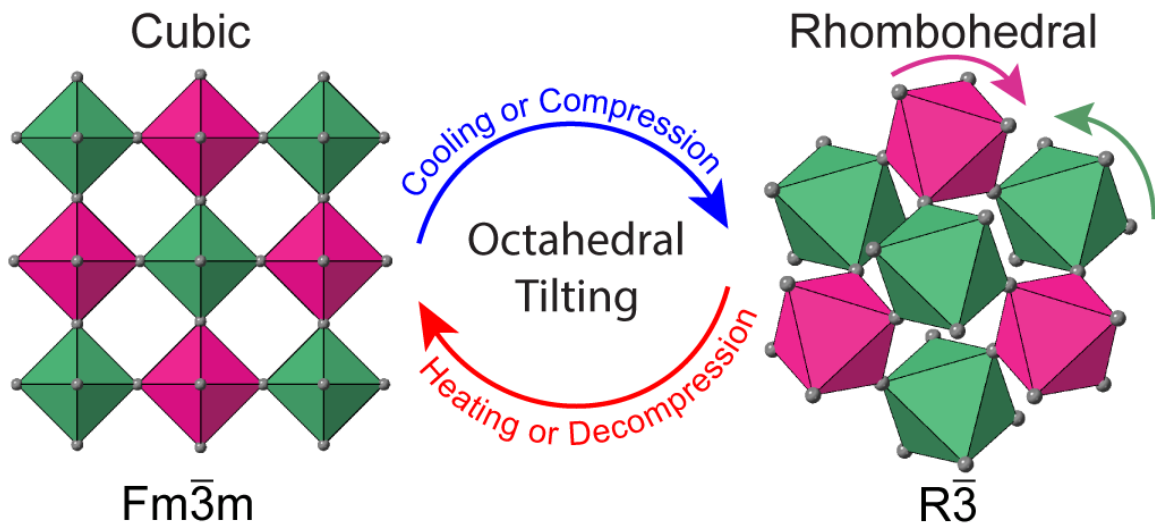 Cubic
Rhombohedral
Cooling or Compression
Octahedral
Tilting
Heating or Decompression
Fm3̅m
R3̅